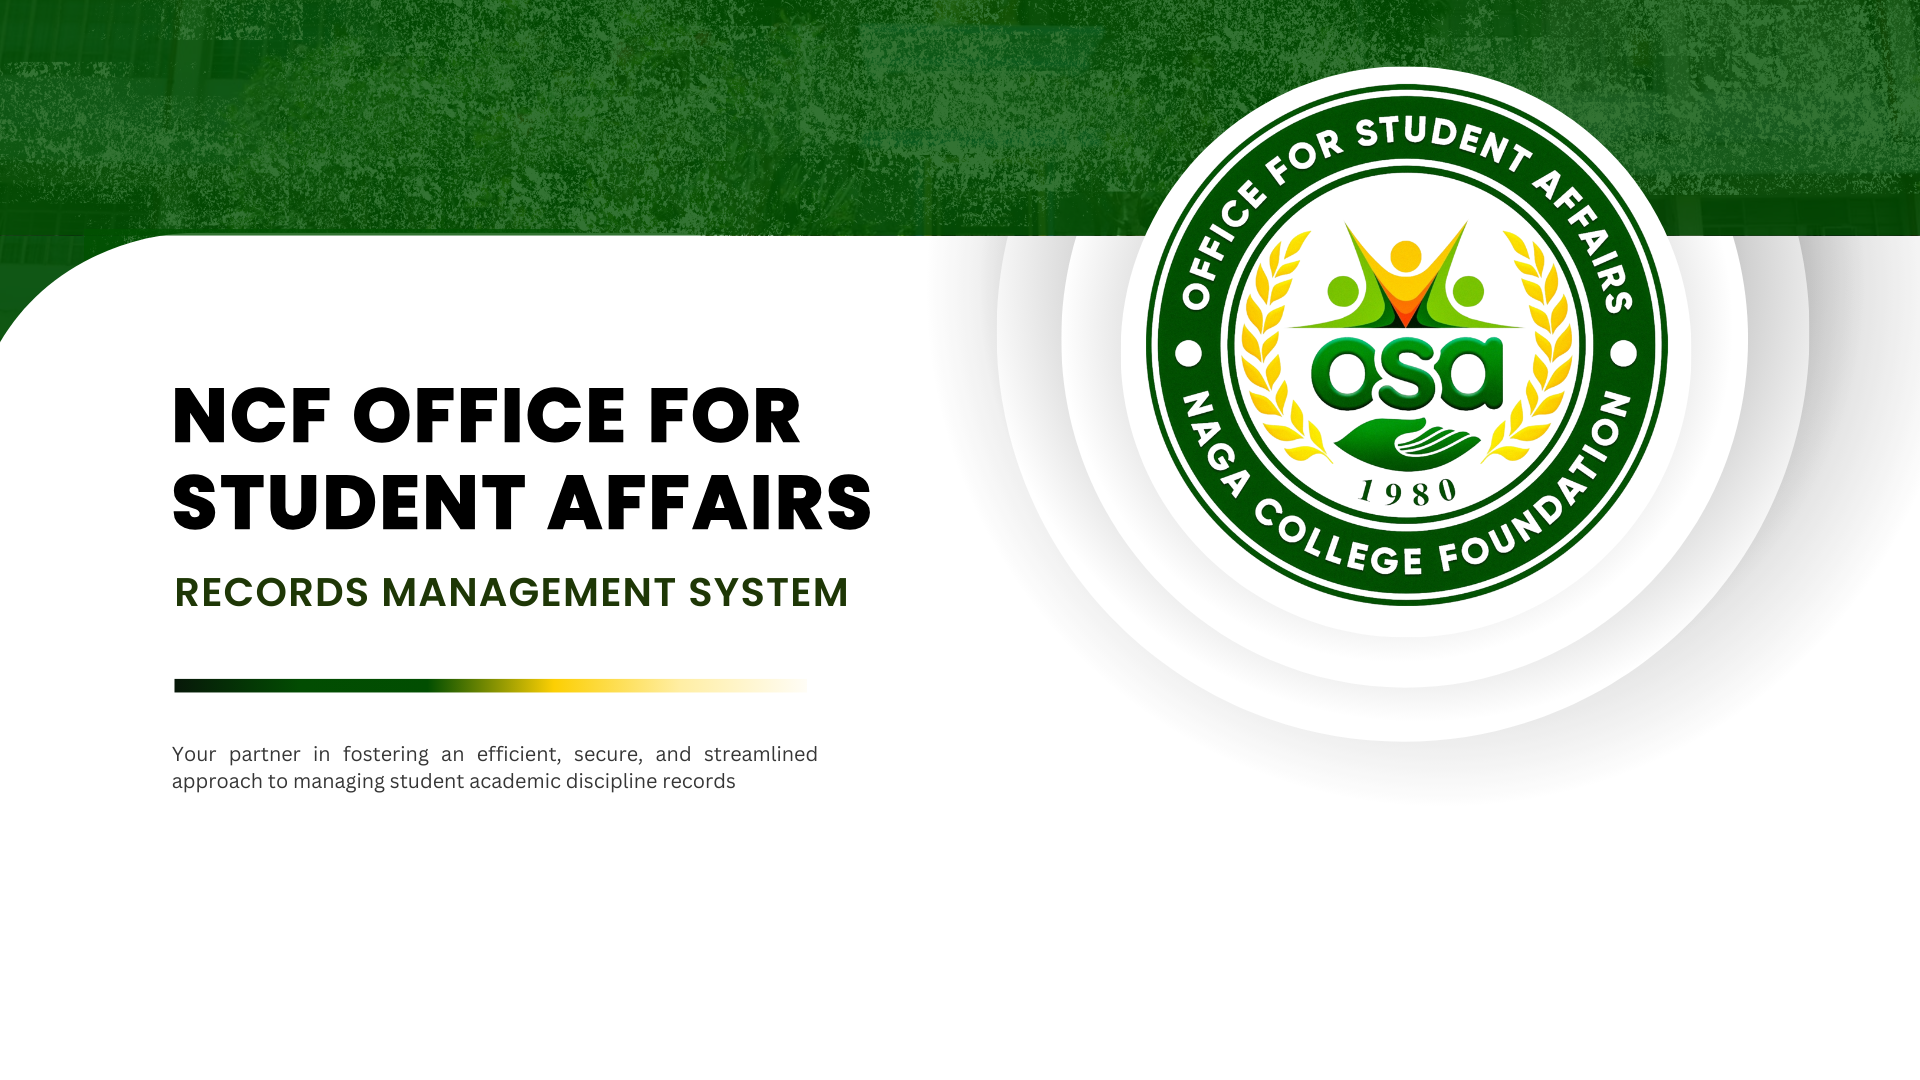 NCF OFFICE FOR
STUDENT AFFAIRS
RECORDS MANAGEMENT SYSTEM
Your partner in fostering an efficient, secure, and streamlined
approach to managing student academic discipline records
OFFICE FOR STUDENT AFFAIRS
osa
1980
NAGA COLLEGE FOUNDATION